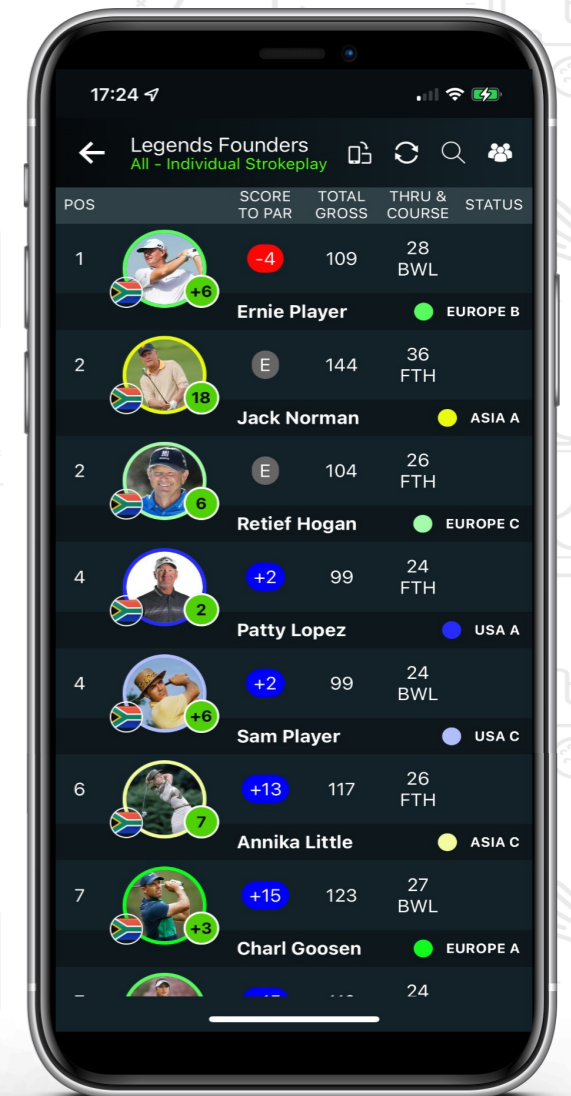 17:24
Legends Founders
All - Individual Strokeplay
POS SCORE TO PAR TOTAL GROSS THRU & COURSE STATUS
1 +6 -4 109 28 BWL
Ernie Player EUROPE B
2 18 E 144 36 FTH
Jack Norman ASIA A
2 6 E 104 26 FTH
Retief Hogan EUROPE C
4 2 +2 99 24 FTH
Patty Lopez USA A
4 +6 +2 99 24 BWL
Sam Player USA C
6 7 +13 117 26 FTH
Annika Little ASIA C
7 +3 +15 123 27 BWL
Charl Goosen EUROPE A
24